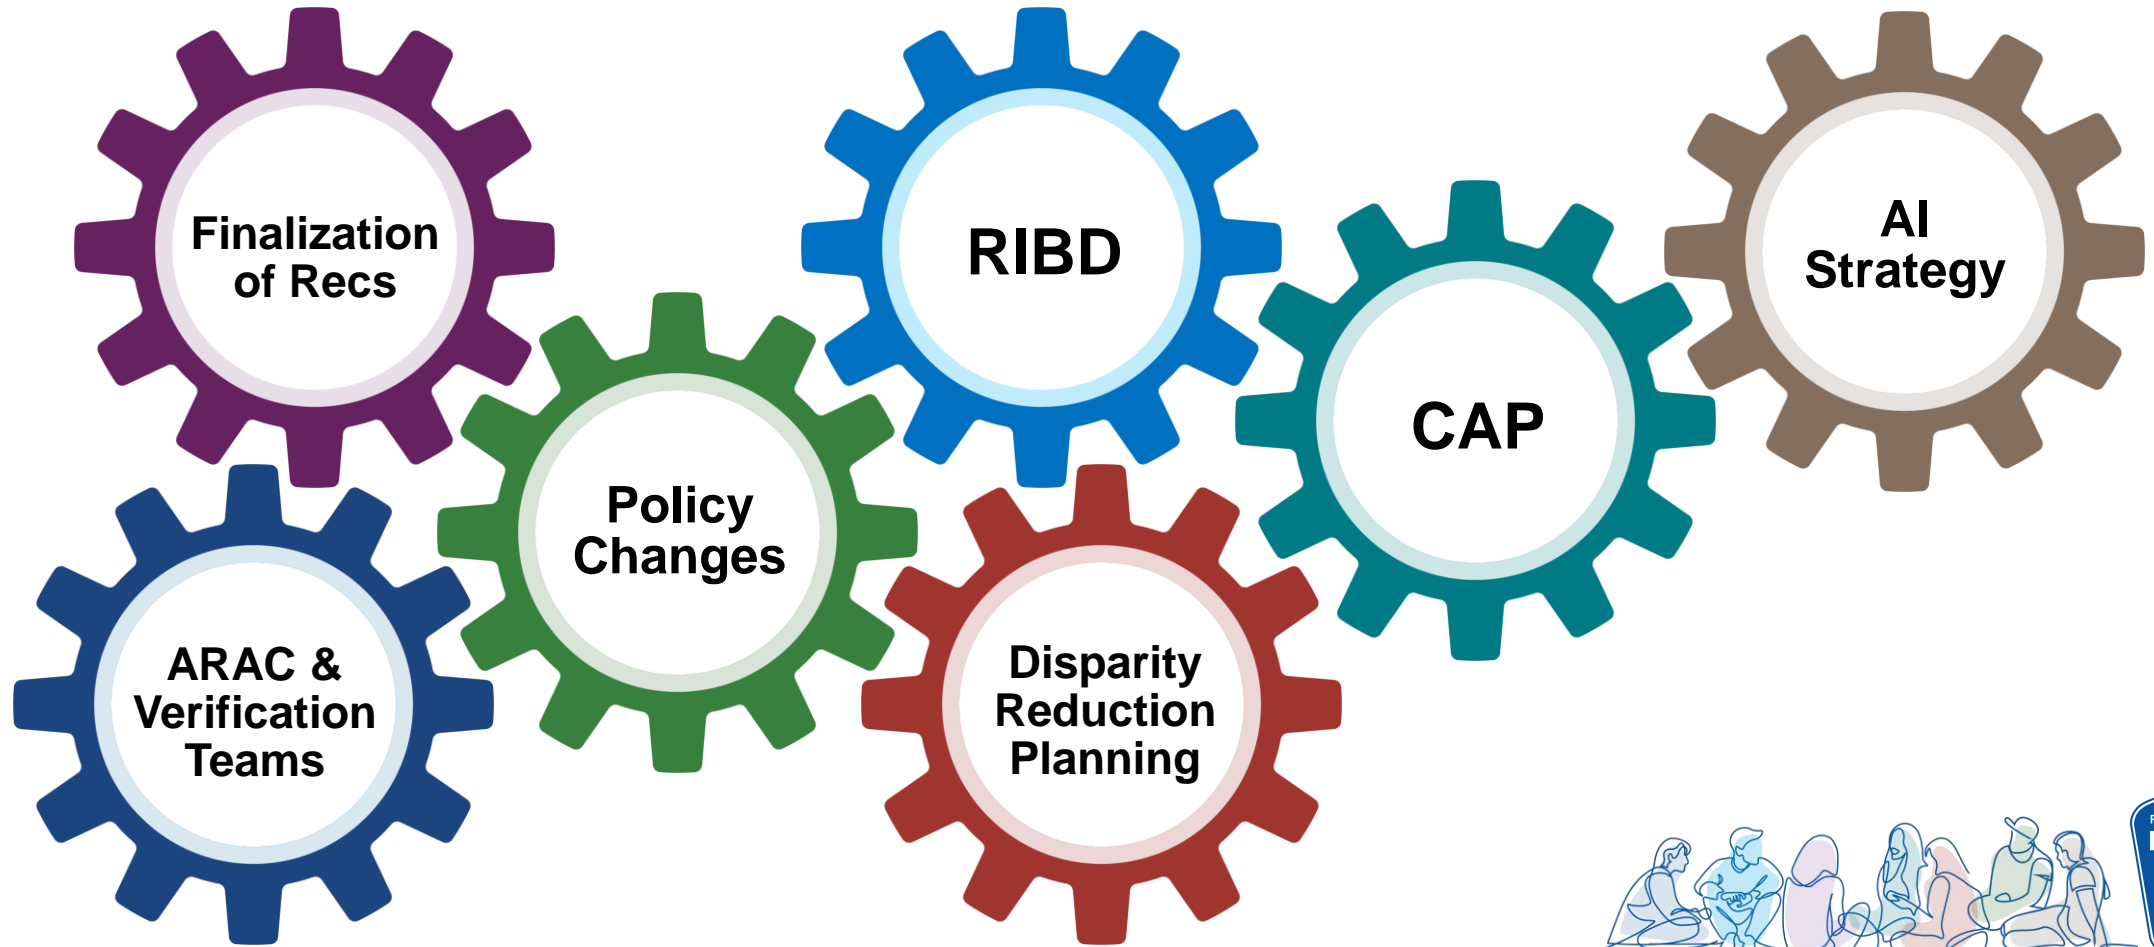 Finalization
of Recs
RIBD
AI
Strategy
CAP
Policy
Changes
ARAC &
Verification
Teams
Disparity
Reduction
Planning